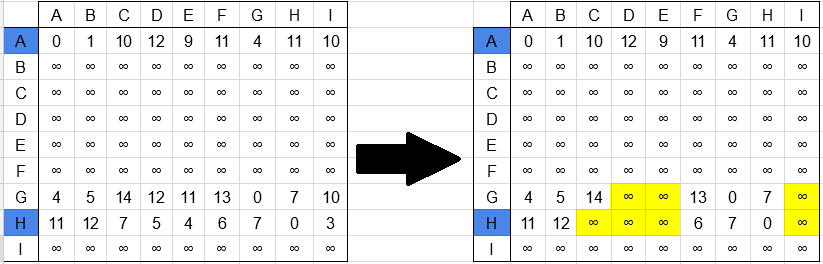 A B C D E F G H I A B C D E F G H I
A 0 1 10 12 9 11 4 11 10 A 0 1 10 12 9 11 4 11 10
B ∞ ∞ ∞ ∞ ∞ ∞ ∞ ∞ ∞ B ∞ ∞ ∞ ∞ ∞ ∞ ∞ ∞ ∞
C ∞ ∞ ∞ ∞ ∞ ∞ ∞ ∞ ∞ C ∞ ∞ ∞ ∞ ∞ ∞ ∞ ∞ ∞
D ∞ ∞ ∞ ∞ ∞ ∞ ∞ ∞ ∞ D ∞ ∞ ∞ ∞ ∞ ∞ ∞ ∞ ∞
E ∞ ∞ ∞ ∞ ∞ ∞ ∞ ∞ ∞ E ∞ ∞ ∞ ∞ ∞ ∞ ∞ ∞ ∞
F ∞ ∞ ∞ ∞ ∞ ∞ ∞ ∞ ∞ F ∞ ∞ ∞ ∞ ∞ ∞ ∞ ∞ ∞
G 4 5 14 12 11 13 0 7 10 G 4 5 14 ∞ ∞ 13 0 7 ∞
H 11 12 7 5 4 6 7 0 3 H 11 12 ∞ ∞ ∞ 6 7 0 ∞
I ∞ ∞ ∞ ∞ ∞ ∞ ∞ ∞ ∞ I ∞ ∞ ∞ ∞ ∞ ∞ ∞ ∞ ∞